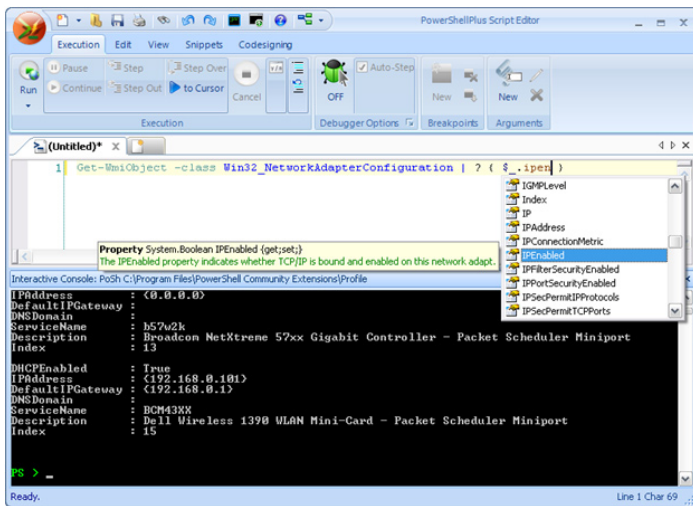 PowerShellPlus Script Editor
Execution Edit View Snippets Codesigning
Run
Pause
Continue
Step
Step Out
Step Over
to Cursor
Cancel
OFF
Auto-Step
New
New
Execution
Debugger Options
Breakpoints
Arguments
(Untitled)*
1 Get-WmiObject -class Win32_NetworkAdapterConfiguration | ? ( $_.ipen )
IGMPLevel
Index
IP
IPAddress
IPConnectionMetric
IPEnabled
IPFilterSecurityEnabled
IPPortSecurityEnabled
IPSecPermitIPProtocols
IPSecPermitTCPPorts
Property System.Boolean IPEnabled {get;set;}
The IPEnabled property indicates whether TCP/IP is bound and enabled on this network adapt.
Interactive Console: PoSh C:\Program Files\PowerShell Community Extensions\Profile
IPAddress : {0.0.0.0}
DefaultIPGateway :
DNSDomain :
ServiceName : b57w2k
Description : Broadcom NetXtreme 57xx Gigabit Controller - Packet Scheduler Miniport
Index : 13
DHCPEnabled : True
IPAddress : {192.168.0.101}
DefaultIPGateway : {192.168.0.1}
DNSDomain :
ServiceName : BCM43XX
Description : Dell Wireless 1390 WLAN Mini-Card - Packet Scheduler Miniport
Index : 15
PS > _
Ready.
Line 1 Char 69